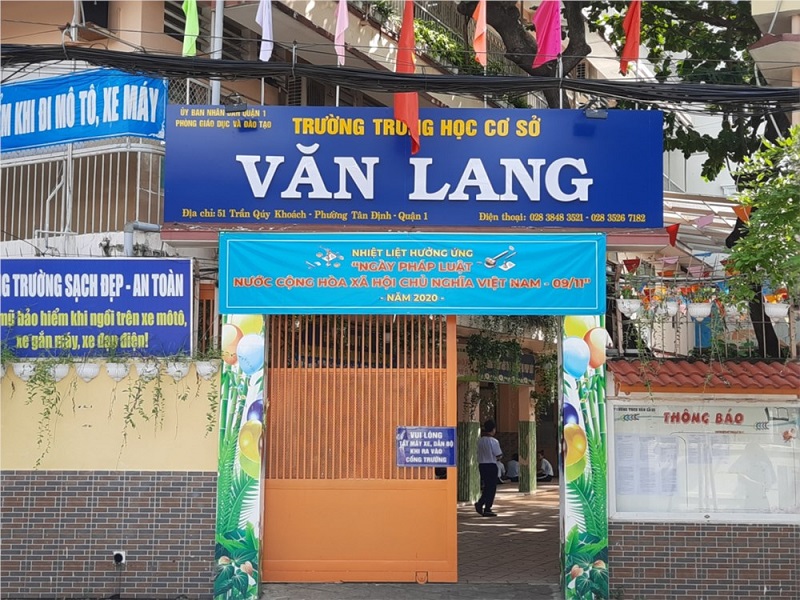 KHI ĐI MÔ TÔ, XE MÁY
ỦY BAN NHÂN DÂN QUẬN 1
PHÒNG GIÁO DỤC VÀ ĐÀO TẠO
TRƯỜNG TRUNG HỌC CƠ SỞ
VĂN LANG
Địa chỉ: 51 Trần Qúy Khoách - Phường Tân Định - Quận 1
Điện thoại: 028 3848 3521 - 028 3526 7182
NHIỆT LIỆT HƯỞNG ỨNG
"NGÀY PHÁP LUẬT
NƯỚC CỘNG HÒA XÃ HỘI CHỦ NGHĨA VIỆT NAM - 09/11"
- NĂM 2020 -
TRƯỜNG SẠCH ĐẸP - AN TOÀN
mũ bảo hiểm khi ngồi trên xe môtô,
xe gắn máy, xe đạp điện!
VUI LÒNG
TẮT MÁY XE, DẪN BỘ
KHI RA VÀO
CỔNG TRƯỜNG
THÔNG BÁO